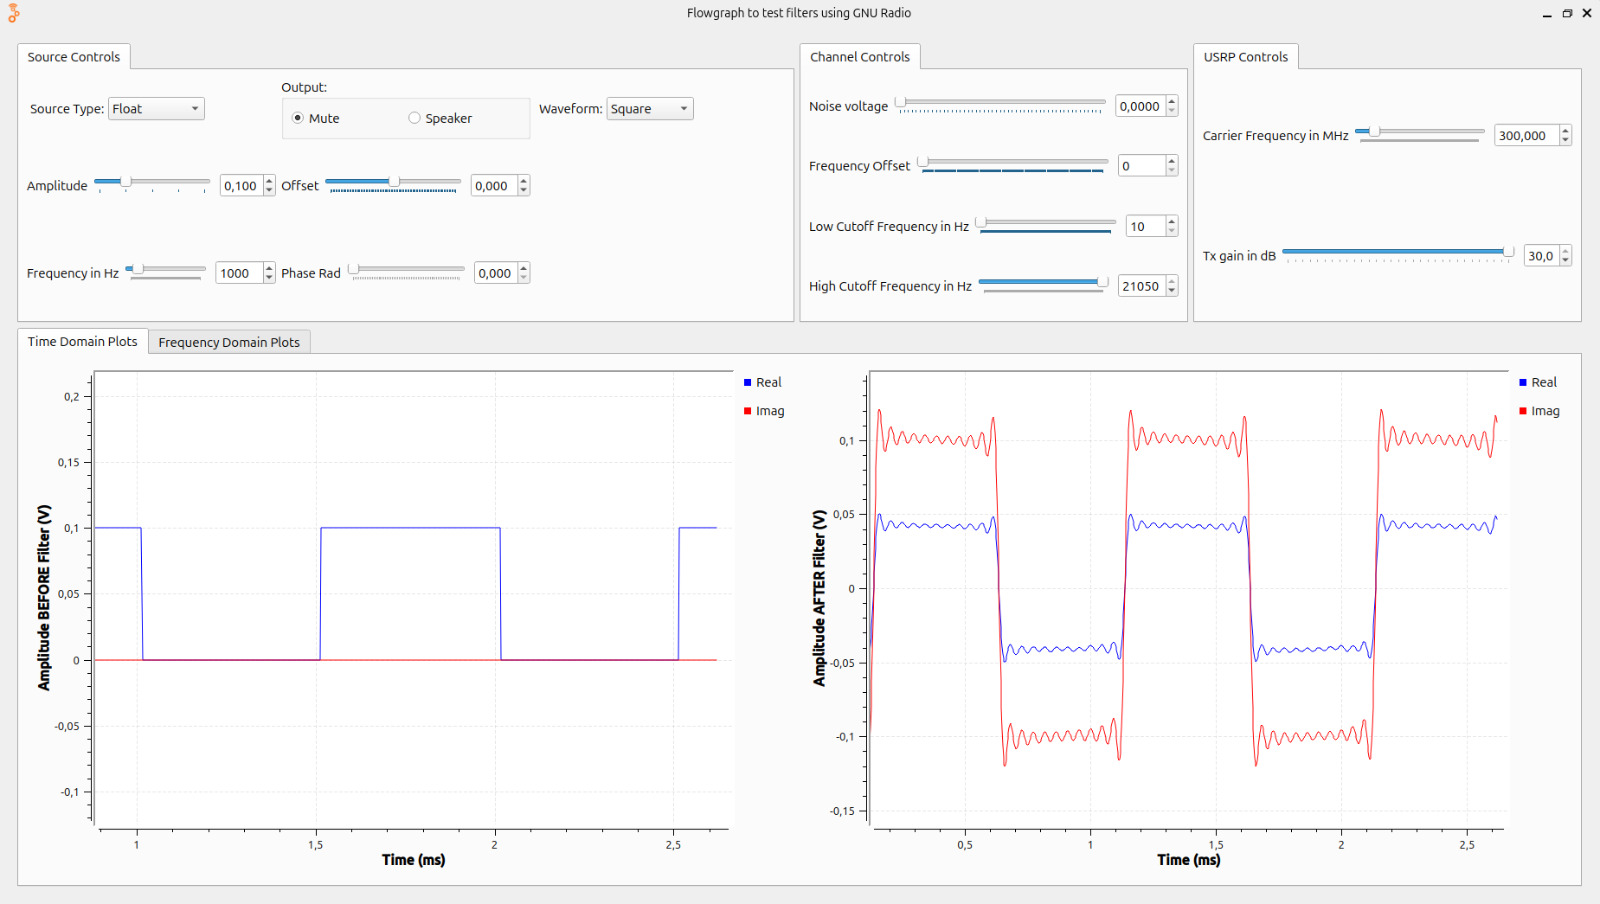 Flowgraph to test filters using GNU Radio
Source Controls
Source Type: Float
Output:
Mute
Speaker
Waveform: Square
Amplitude 0,100
Offset 0,000
Frequency in Hz 1000
Phase Rad 0,000
Channel Controls
Noise voltage 0,0000
Frequency Offset 0
Low Cutoff Frequency in Hz 10
High Cutoff Frequency in Hz 21050
USRP Controls
Carrier Frequency in MHz 300,000
Tx gain in dB 30,0
Time Domain Plots
Frequency Domain Plots
Amplitude BEFORE Filter (V)
0,2
0,15
0,1
0,05
0
-0,05
-0,1
1 1,5 2 2,5
Time (ms)
Real
Imag
Amplitude AFTER Filter (V)
0,1
0,05
0
-0,05
-0,1
-0,15
0,5 1 1,5 2 2,5
Time (ms)
Real
Imag